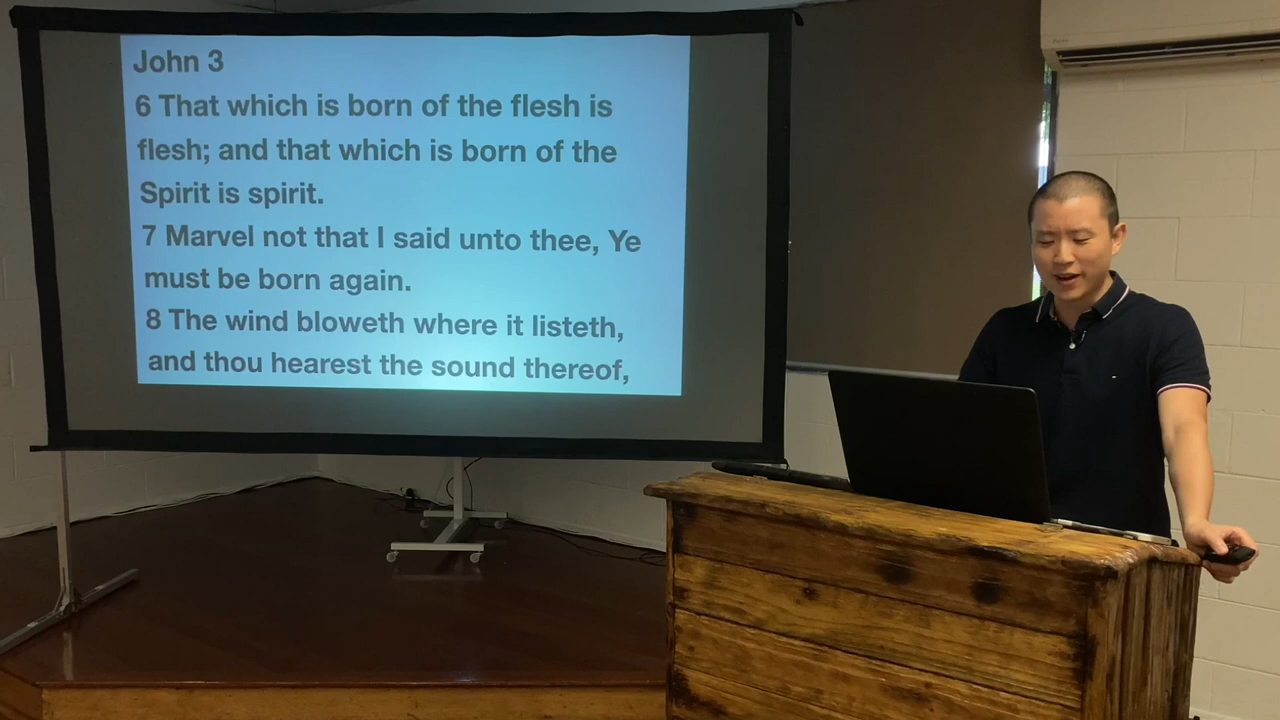 John 3
6 That which is born of the flesh is
flesh; and that which is born of the
Spirit is spirit.
7 Marvel not that I said unto thee, Ye
must be born again.
8 The wind bloweth where it listeth,
and thou hearest the sound thereof,